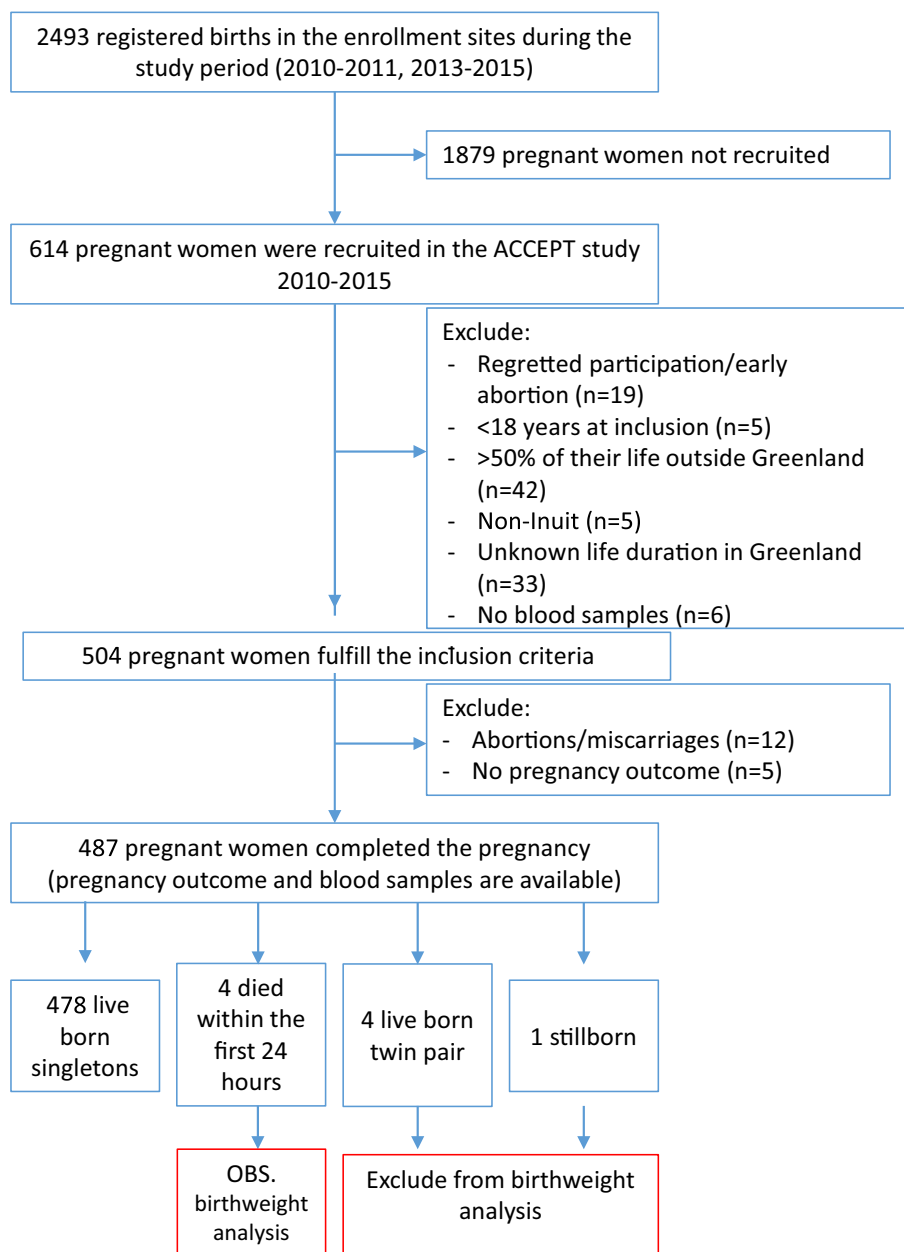 2493 registered births in the enrollment sites during the
study period (2010-2011, 2013-2015)
1879 pregnant women not recruited
614 pregnant women were recruited in the ACCEPT study
2010-2015
Exclude:
- Regretted participation/early
abortion (n=19)
- <18 years at inclusion (n=5)
- >50% of their life outside Greenland
(n=42)
- Non-Inuit (n=5)
- Unknown life duration in Greenland
(n=33)
- No blood samples (n=6)
504 pregnant women fulfill the inclusion criteria
Exclude:
- Abortions/miscarriages (n=12)
- No pregnancy outcome (n=5)
487 pregnant women completed the pregnancy
(pregnancy outcome and blood samples are available)
478 live
born
singletons
4 died
within the
first 24
hours
4 live born
twin pair
1 stillborn
OBS.
birthweight
analysis
Exclude from birthweight
analysis